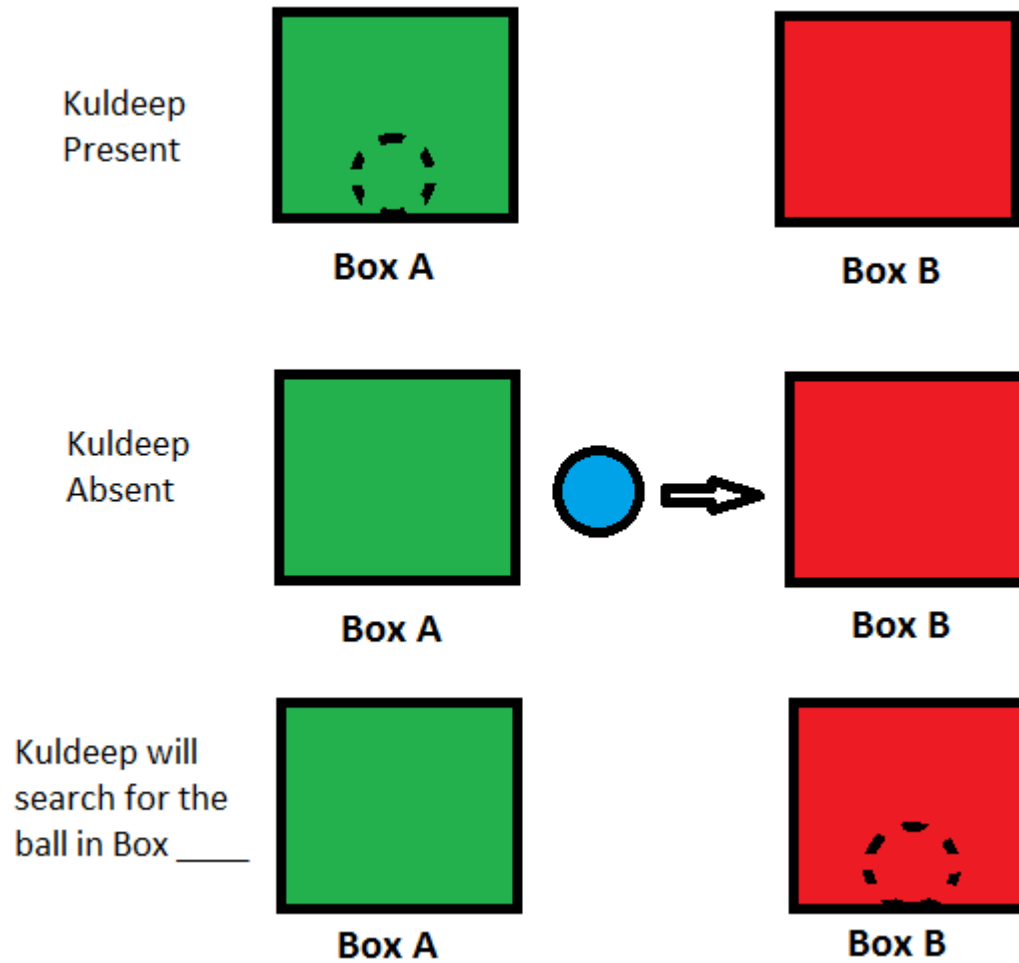 Kuldeep
Present
Box A
Box B
Kuldeep
Absent
Box A
Box B
Kuldeep will
search for the
ball in Box ____
Box A
Box B